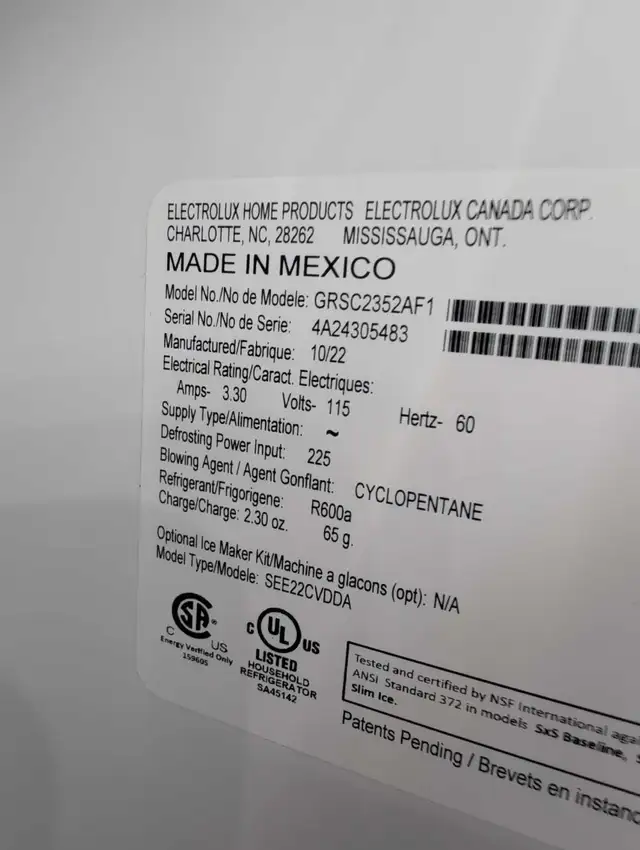 ELECTROLUX HOME PRODUCTS ELECTROLUX CANADA CORP.
CHARLOTTE, NC, 28262 MISSISSAUGA, ONT.
MADE IN MEXICO
Model No./No de Modele: GRSC2352AF1
Serial No./No de Serie: 4A24305483
Manufactured/Fabrique: 10/22
Electrical Rating/Caract. Electriques:
Amps- 3.30 Volts- 115 Hertz- 60
Supply Type/Alimentation: ~
Defrosting Power Input: 225
Blowing Agent / Agent Gonflant: CYCLOPENTANE
Refrigerant/Frigorigene: R600a
Charge/Charge: 2.30 oz. 65 g.
Optional Ice Maker Kit/Machine a glacons (opt): N/A
Model Type/Modele: SEE22CVDDA
SA®
C US
Energy Verified Only
159605
C UL US
LISTED
HOUSEHOLD
REFRIGERATOR
SA45142
Tested and certified by NSF International agai
ANSI Standard 372 in models SxS Baseline,
Slim Ice.
Patents Pending / Brevets en instanc